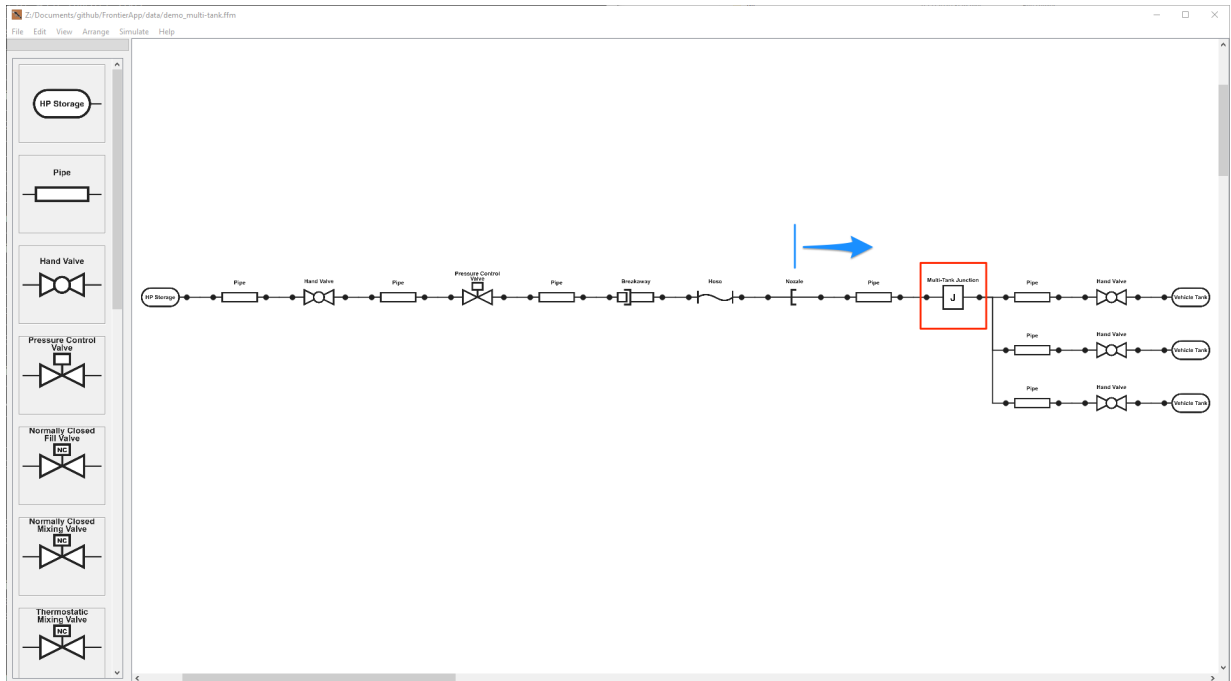 Z:/Documents/github/FrontierApp/data/demo_multi-tank.ffm
File Edit View Arrange Simulate Help
HP Storage
Pipe
Hand Valve
Pressure Control
Valve
Normally Closed
Fill Valve
NC
Normally Closed
Mixing Valve
NC
Thermostatic
Mixing Valve
NC
HP Storage
Pipe
Hand Valve
Pipe
Pressure Control
Valve
Pipe
Breakaway
Hose
Nozzle
Pipe
Multi-Tank Junction
J
Pipe
Hand Valve
Vehicle Tank
Pipe
Hand Valve
Vehicle Tank
Pipe
Hand Valve
Vehicle Tank